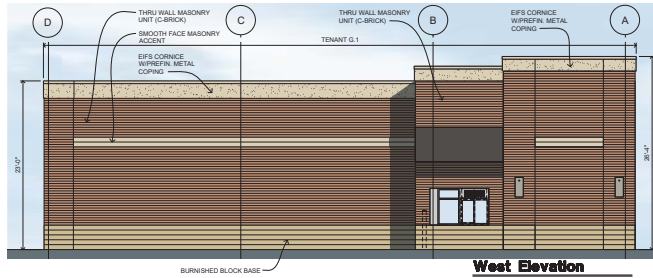 D
C
B
A
THRU WALL MASONRY
UNIT (C-BRICK)
SMOOTH FACE MASONRY
ACCENT
EIFS CORNICE
W/PREFIN. METAL
COPING
THRU WALL MASONRY
UNIT (C-BRICK)
EIFS CORNICE
W/PREFIN. METAL
COPING
TENANT G.1
23'-0"
26'-4"
BURNISHED BLOCK BASE
West Elevation